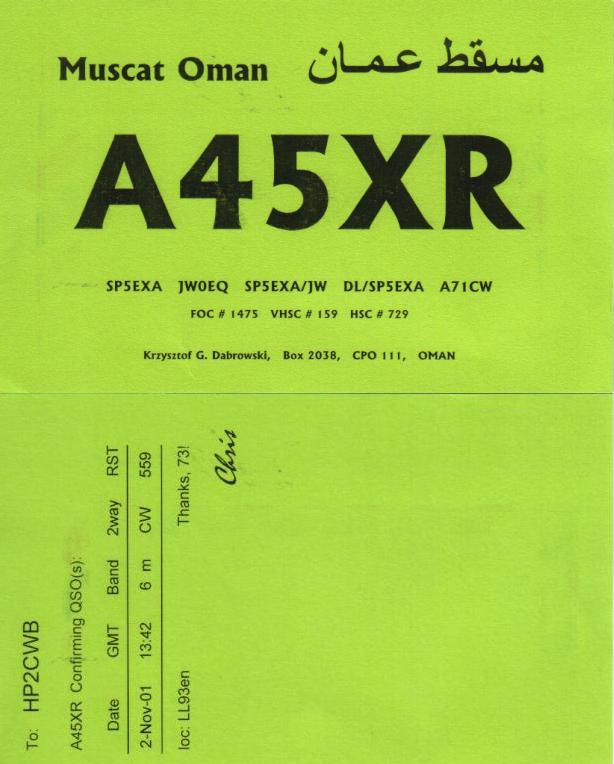 Muscat Oman مسقط عمان
A45XR
SP5EXA JW0EQ SP5EXA/JW DL/SP5EXA A71CW
FOC # 1475 VHSC # 159 HSC # 729
Krzysztof G. Dabrowski, Box 2038, CPO 111, OMAN
To: HP2CWB
A45XR Confirming QSO(s):
Date GMT Band 2way RST
2-Nov-01 13:42 6 m CW 559
loc: LL93en Thanks, 73!
Chris